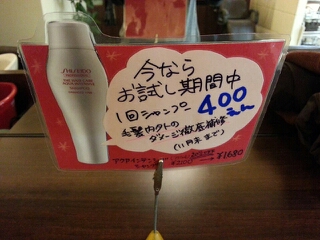 SHISEIDO
今なら
お試し期間中
1回シャンプー 400えん
毛髪内外の
ダメージ徹底補修
(11月末まで)
¥1680